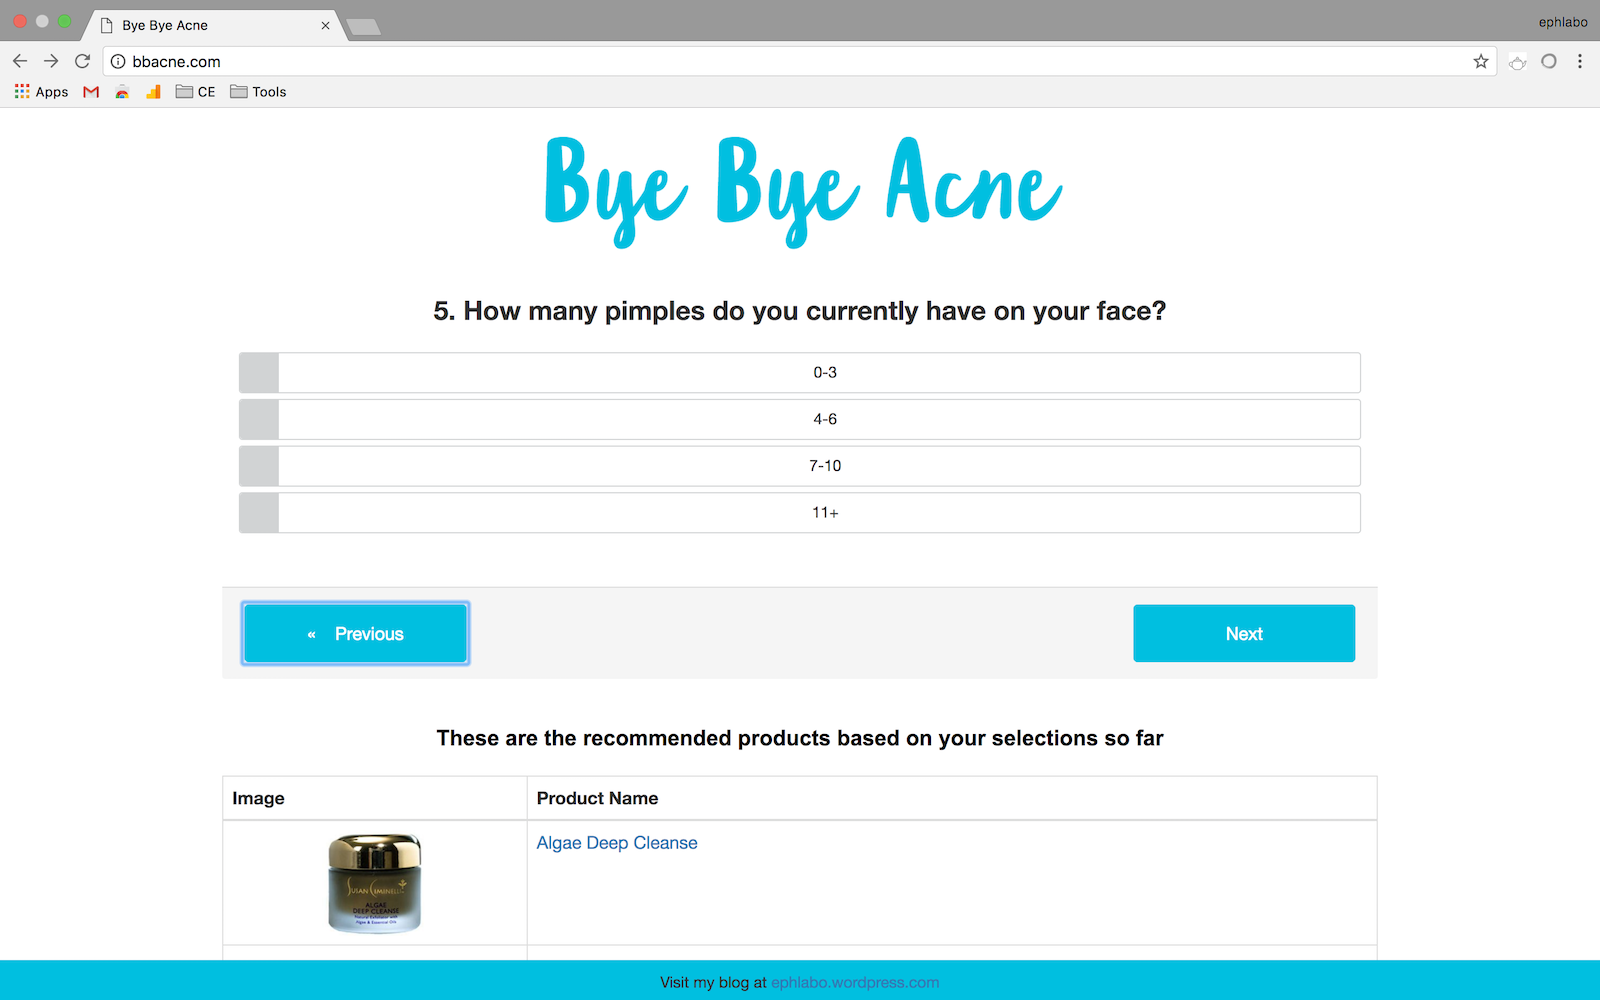 Bye Bye Acne
ephlabo
bbacne.com
Apps
CE
Tools
Bye Bye Acne
5. How many pimples do you currently have on your face?
0-3
4-6
7-10
11+
« Previous
Next
These are the recommended products based on your selections so far
Image
Product Name
Algae Deep Cleanse
ALGAE
DEEP CLEANSE
Visit my blog at ephlabo.wordpress.com